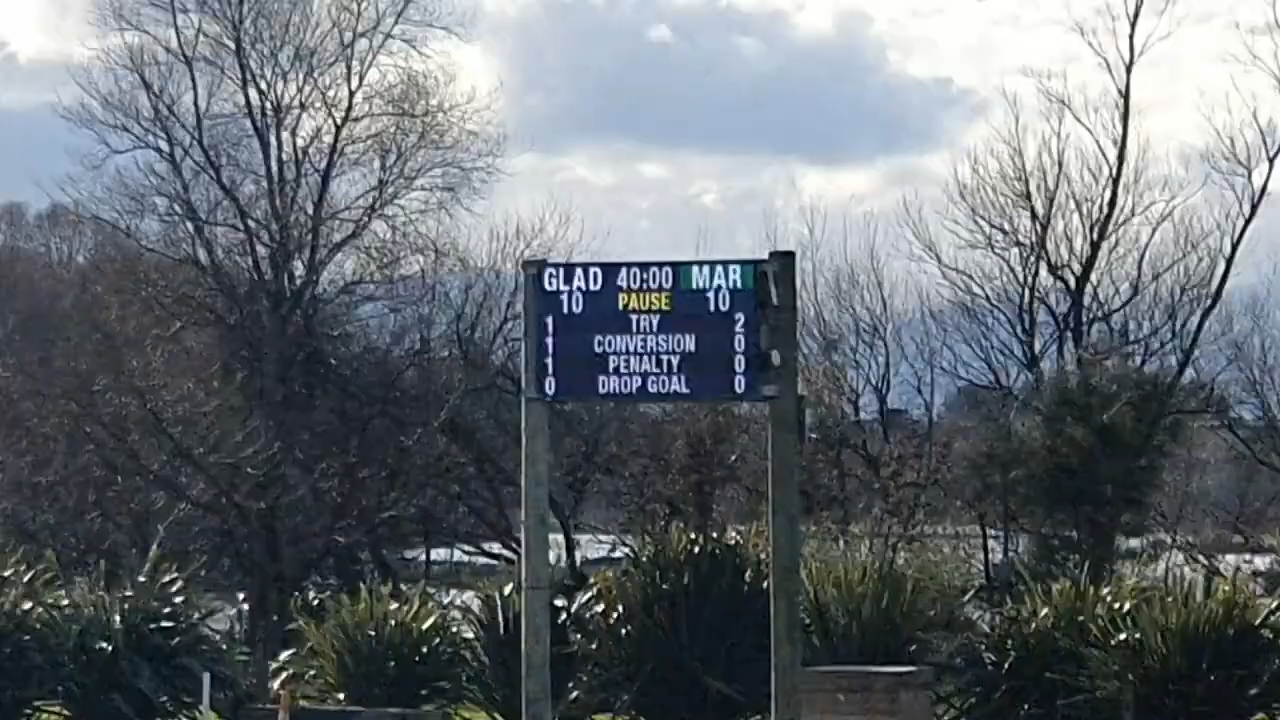 GLAD 40:00 MAR
10 PAUSE 10
1 TRY 2
1 CONVERSION 0
1 PENALTY 0
0 DROP GOAL 0